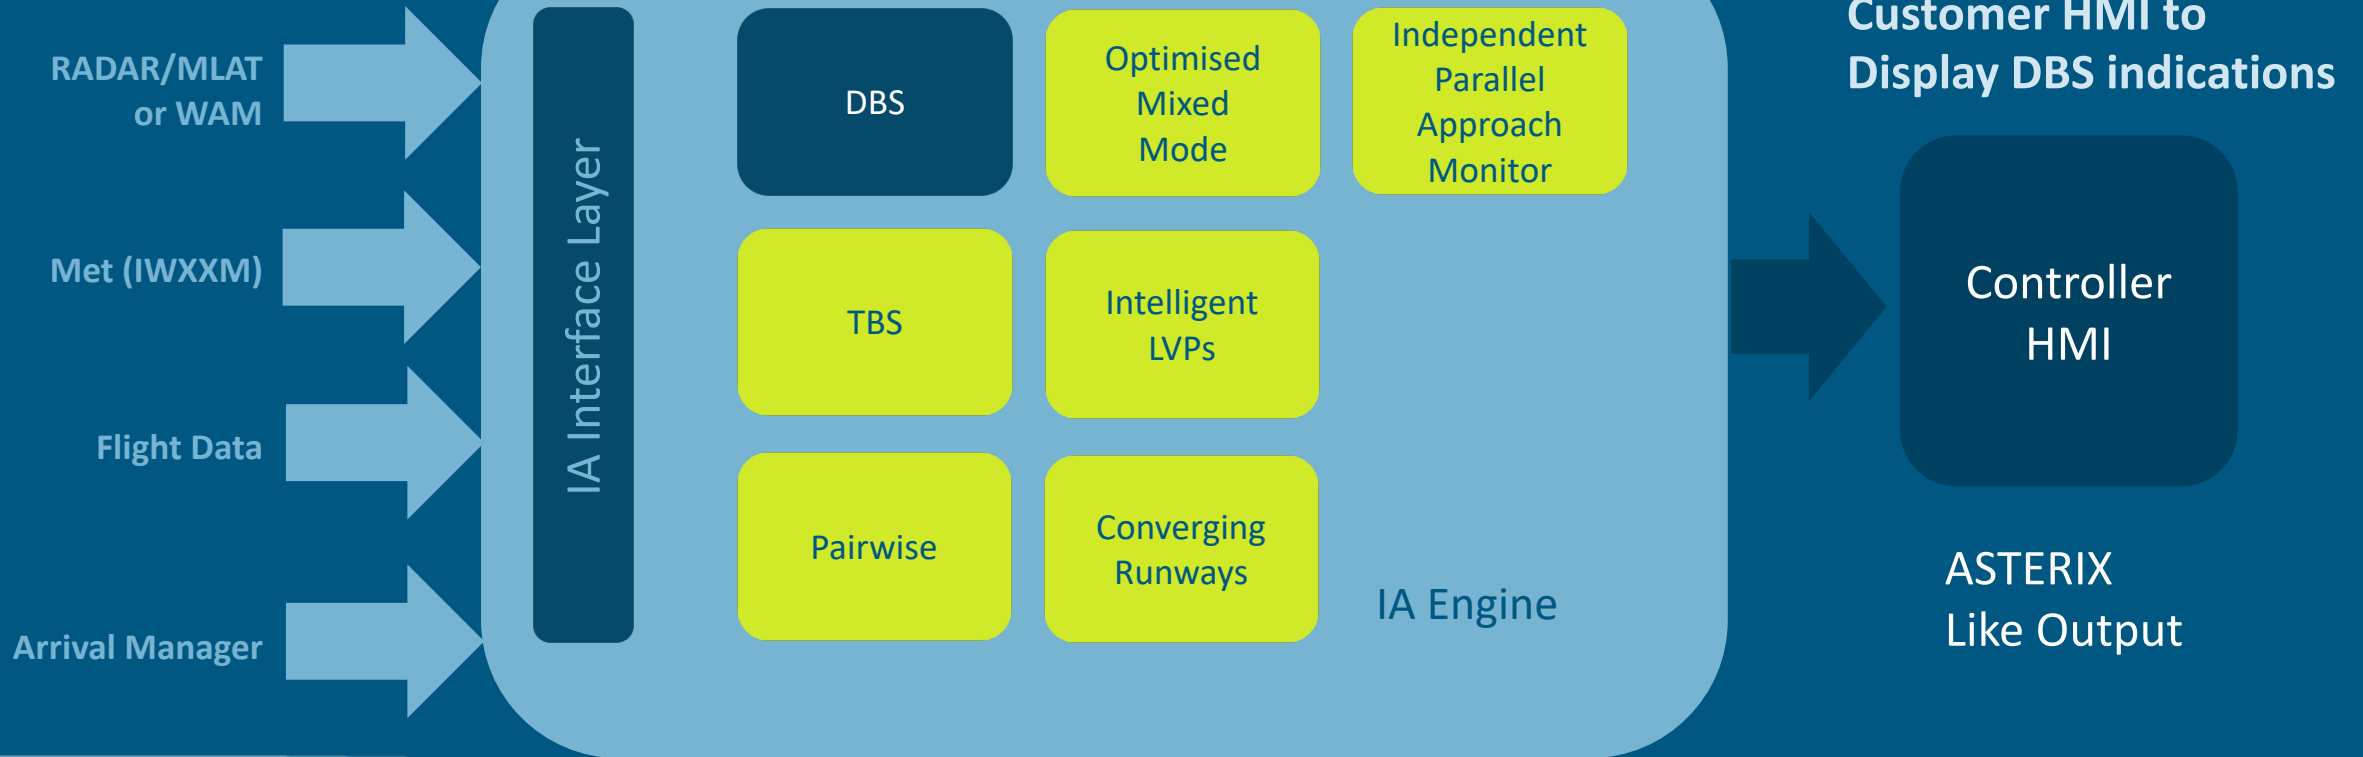 RADAR/MLAT
or WAM
Met (IWXXM)
Flight Data
Arrival Manager
IA Interface Layer
DBS
Optimised
Mixed
Mode
Independent
Parallel
Approach
Monitor
TBS
Intelligent
LVPs
Pairwise
Converging
Runways
IA Engine
Customer HMI to
Display DBS indications
Controller
HMI
ASTERIX
Like Output